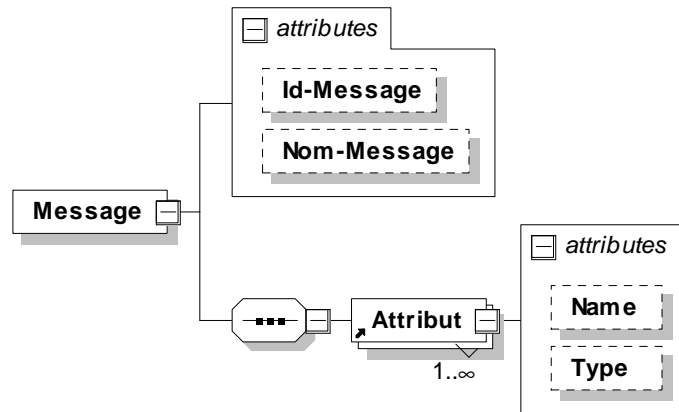 attributes
Id-Message
Nom-Message
Message
attributes
Attribut
1..∞
Name
Type